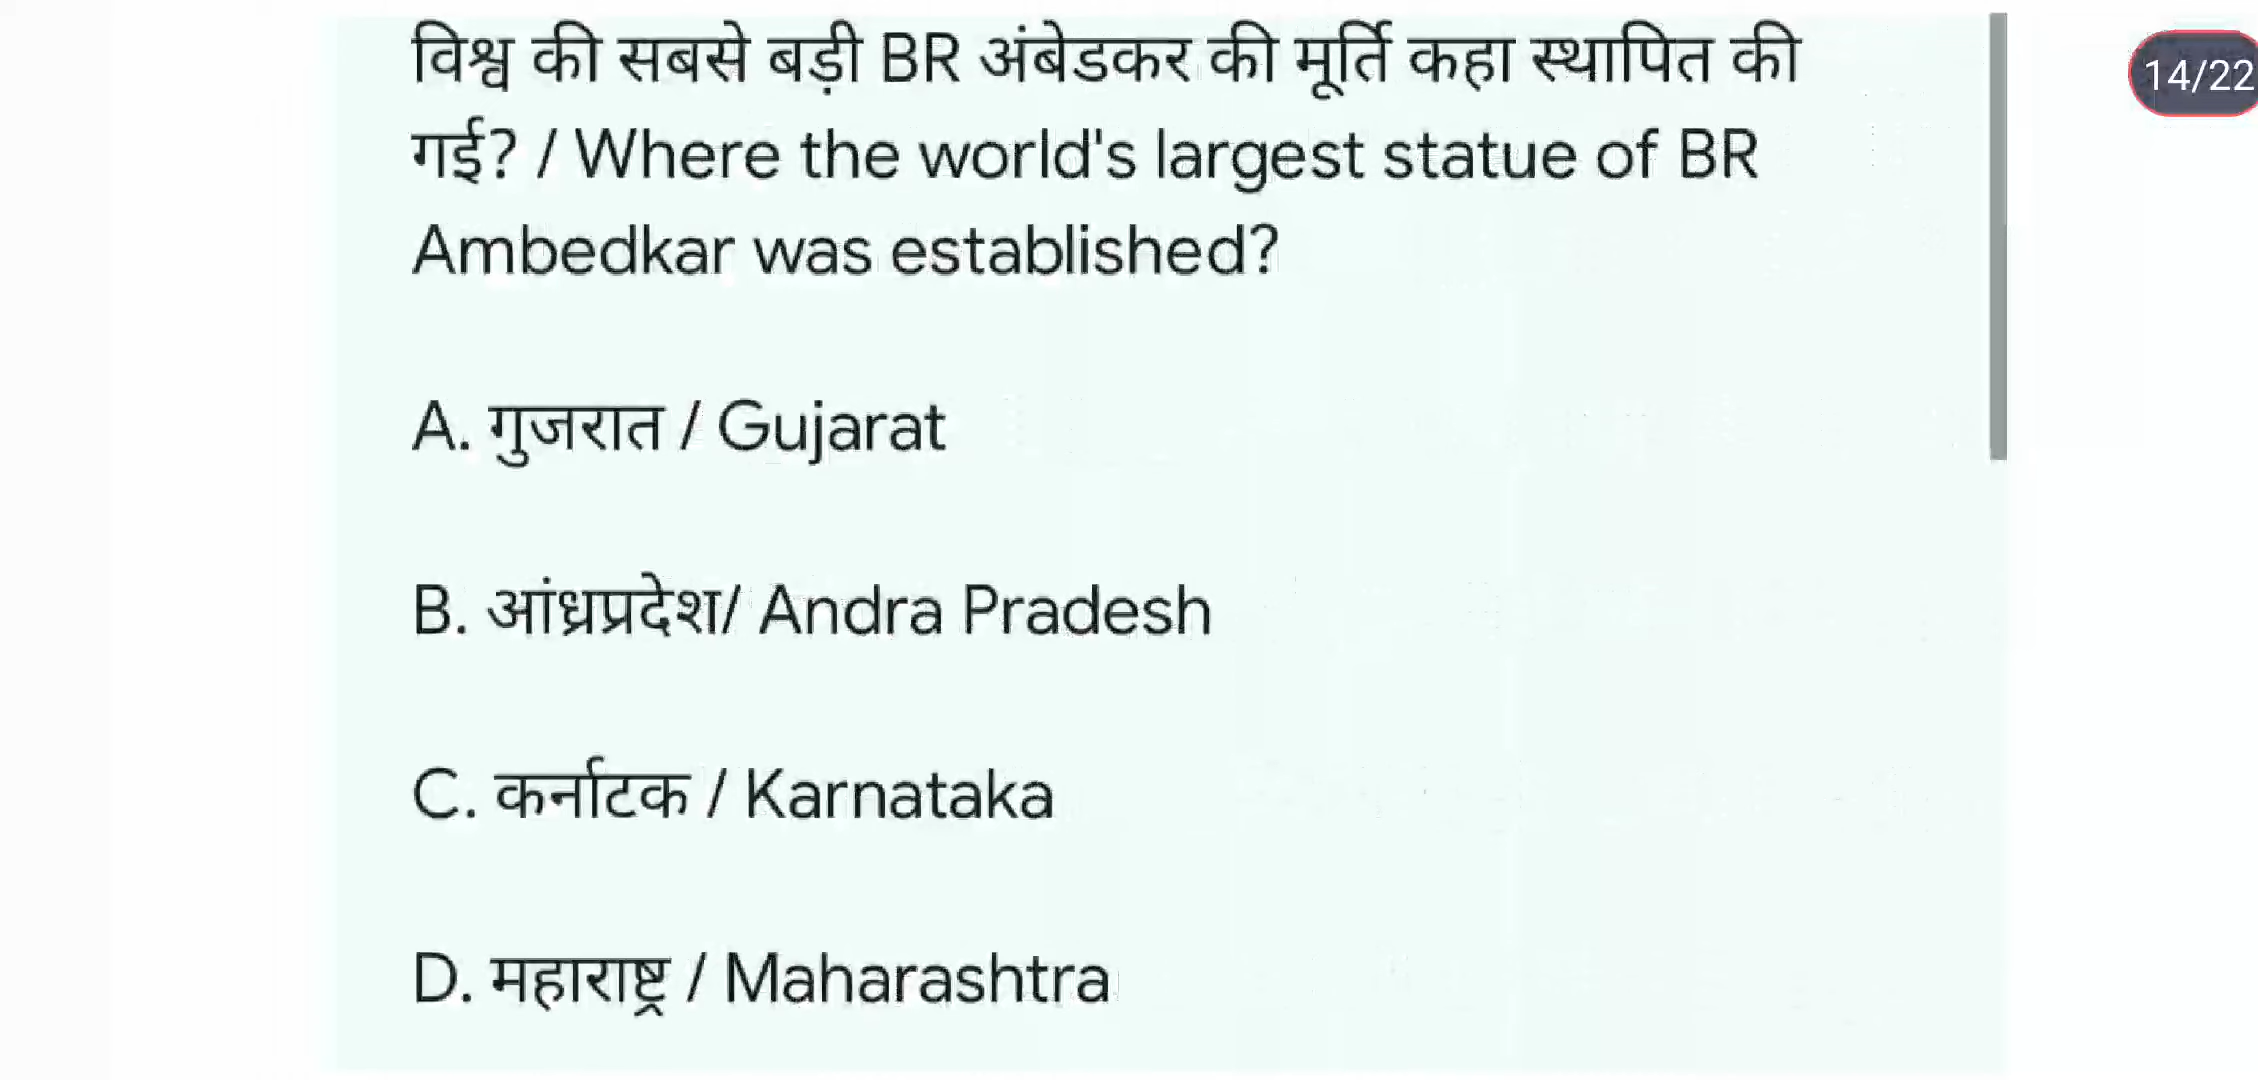 विश्व की सबसे बड़ी BR अंबेडकर की मूर्ति कहा स्थापित की
14/22
गई? / Where the world's largest statue of BR
Ambedkar was established?
A. गुजरात / Gujarat
B. आंध्रप्रदेश/ Andra Pradesh
C. कर्नाटक / Karnataka
D. महाराष्ट्र / Maharashtra